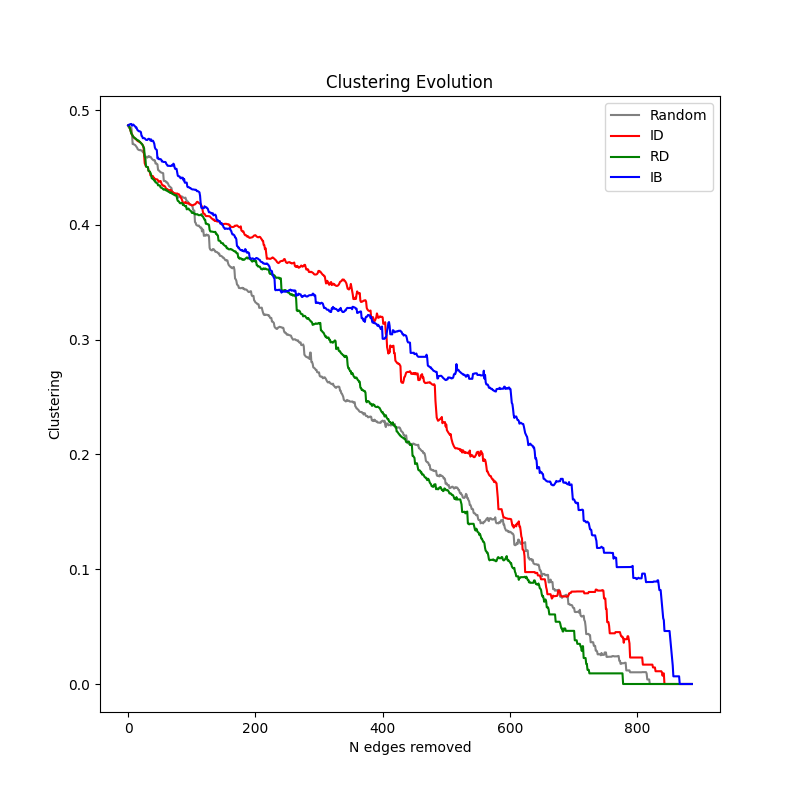 Clustering Evolution
Random
ID
RD
IB
0.5
0.4
0.3
0.2
0.1
0.0
Clustering
0
200
400
600
800
N edges removed